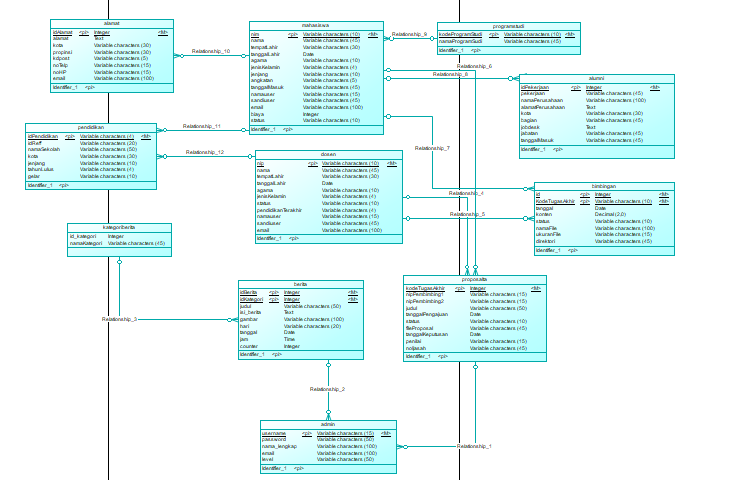 alamat
idAlamat <pi> Integer <M>
alamat Text
kota Variable characters (30)
propinsi Variable characters (30)
kdpost Variable characters (5)
noTelp Variable characters (15)
noHP Variable characters (15)
email Variable characters (100)
Identifier_1 <pi>
mahasiswa
nim <pi> Variable characters (10) <M>
nama Variable characters (45)
tempatLahir Variable characters (30)
tanggalLahir Date
agama Variable characters (10)
jenisKelamin Variable characters (4)
jenjang Variable characters (10)
angkatan Variable characters (5)
tanggalMasuk Variable characters (45)
namauser Variable characters (15)
sandiuser Variable characters (45)
email Variable characters (100)
biaya Integer
status Variable characters (10)
Identifier_1 <pi>
programstudi
kodeProgramStudi <pi> Variable characters (10) <M>
namaProgramStudi Variable characters (45)
Identifier_1 <pi>
Relationship_9
Relationship_10
Relationship_6
Relationship_8
alumni
idPekerjaan <pi> Integer <M>
pekerjaan Variable characters (45)
namaPerusahaan Variable characters (100)
alamatPerusahaan Text
kota Variable characters (30)
bagian Variable characters (45)
jobdesk Text
jabatan Variable characters (45)
tanggalMasuk Variable characters (45)
Identifier_1 <pi>
pendidikan
idPendidikan <pi> Variable characters (4) <M>
idReff Variable characters (20)
namaSekolah Variable characters (50)
kota Variable characters (30)
jenjang Variable characters (10)
tahunLulus Variable characters (4)
gelar Variable characters (10)
Identifier_1 <pi>
Relationship_11
Relationship_12
Relationship_7
dosen
nip <pi> Variable characters (10) <M>
nama Variable characters (45)
tempatLahir Variable characters (30)
tanggalLahir Date
agama Variable characters (10)
jenisKelamin Variable characters (4)
status Variable characters (10)
pendidikanTerakhir Variable characters (4)
namauser Variable characters (15)
sandiuser Variable characters (45)
email Variable characters (100)
Identifier_1 <pi>
Relationship_4
Relationship_5
bimbingan
id <pi> Integer <M>
KodeTugasAkhir <pi> Variable characters (10) <M>
tanggal Date
konten Decimal (2,0)
status Variable characters (10)
namaFile Variable characters (100)
ukuranFile Variable characters (15)
direktori Variable characters (45)
Identifier_1 <pi>
kategoriberita
id_kategori Integer
namaKategori Variable characters (45)
Relationship_3
berita
idBerita <pi> Integer <M>
idKategori <pi> Integer <M>
judul Variable characters (50)
isi_berita Text
gambar Variable characters (100)
hari Variable characters (20)
tanggal Date
jam Time
counter Integer
Identifier_1 <pi>
proposalta
kodeTugasAkhir <pi> Integer <M>
nipPembimbing1 Variable characters (15)
nipPembimbing2 Variable characters (15)
judul Variable characters (50)
tanggalPengajuan Date
status Variable characters (10)
fileProposal Variable characters (45)
tanggalKeputusan Date
penilai Variable characters (15)
noIjasah Variable characters (45)
Identifier_1 <pi>
Relationship_2
admin
username <pi> Variable characters (15) <M>
password Variable characters (50)
nama_lengkap Variable characters (100)
email Variable characters (100)
level Variable characters (50)
Identifier_1 <pi>
Relationship_1